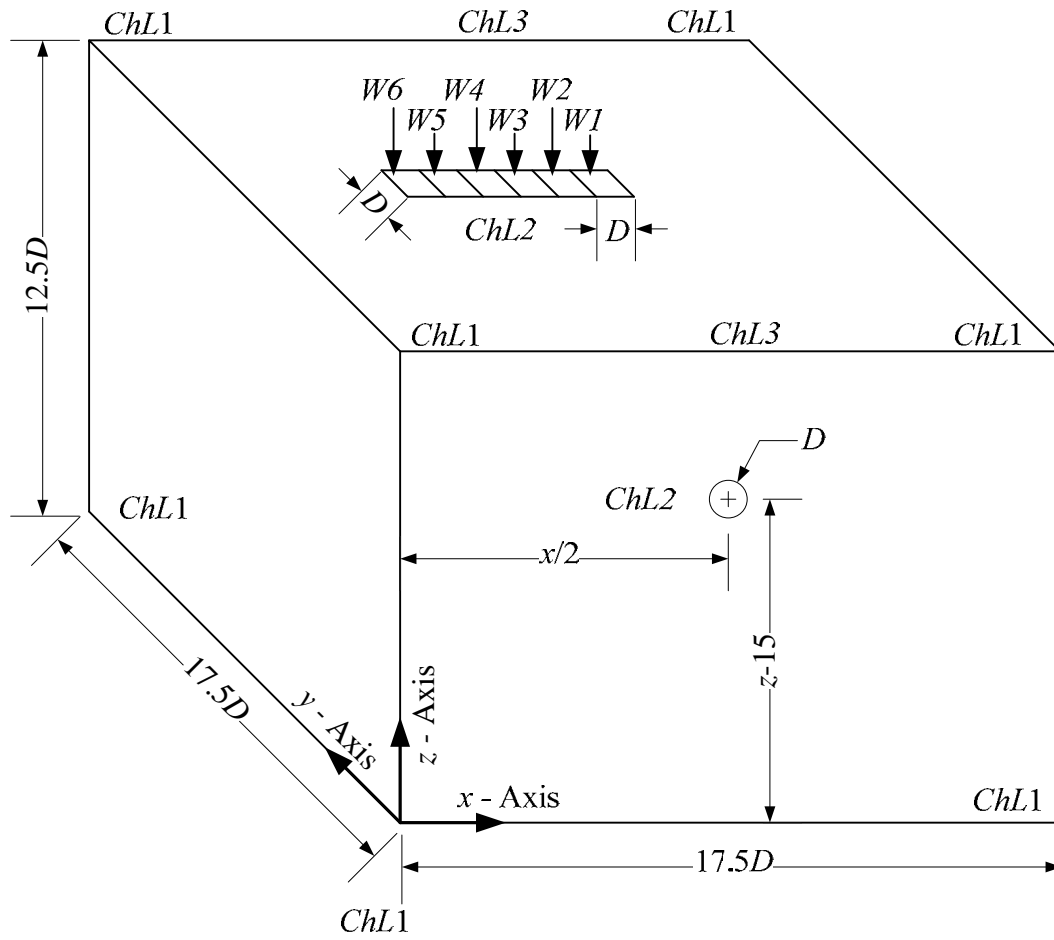 ChL1 ChL3 ChL1
W6 W4 W2
W5 W3 W1
D
ChL2 D
12.5D
ChL1 ChL3 ChL1
D
ChL2
ChL1
x/2
z-15
17.5D
y - Axis
z - Axis
x - Axis
ChL1
17.5D
ChL1